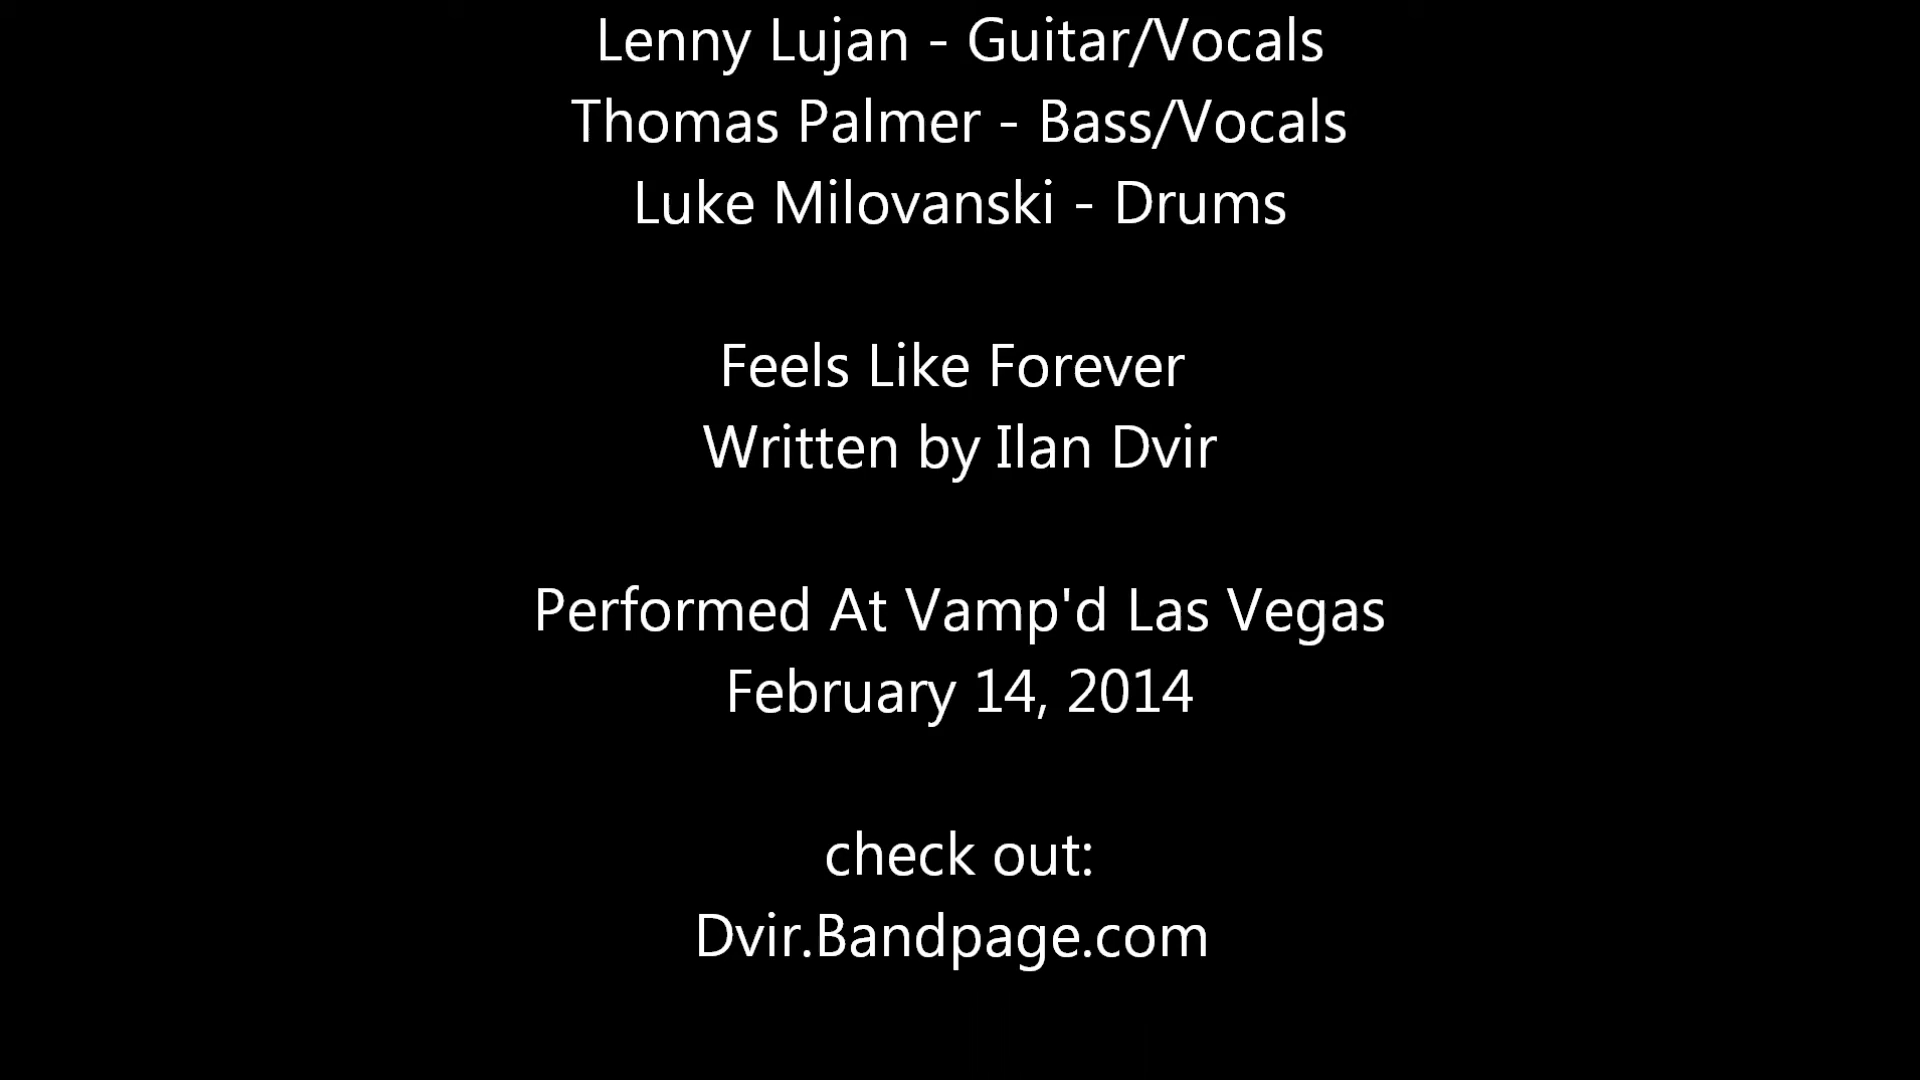 Lenny Lujan - Guitar/Vocals
Thomas Palmer - Bass/Vocals
Luke Milovanski - Drums
Feels Like Forever
Written by Ilan Dvir
Performed At Vamp'd Las Vegas
February 14, 2014
check out:
Dvir.Bandpage.com